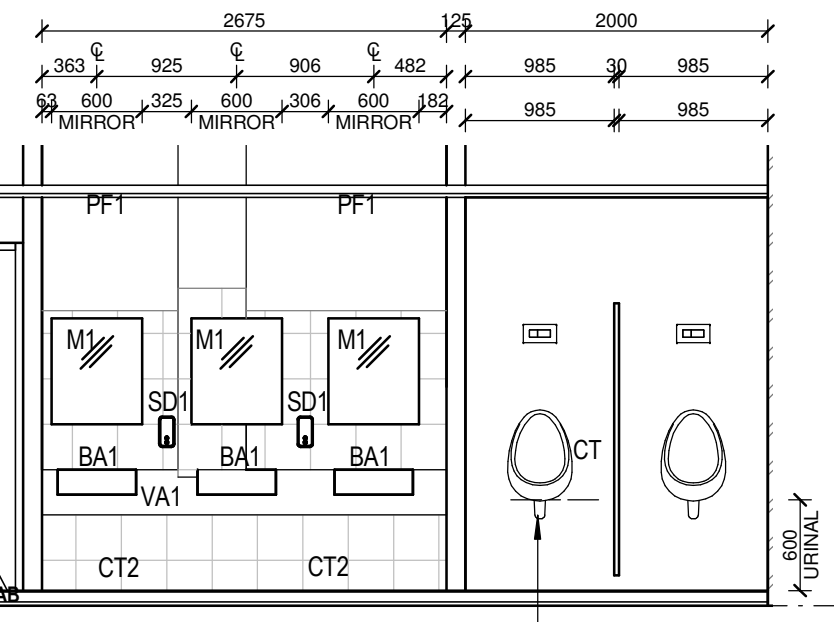 2675 125 2000
℄ ℄ ℄
363 925 906 482 985 30 985
63 600 325 600 306 600 182 985 985
MIRROR MIRROR MIRROR
PF1 PF1
M1 M1 M1
SD1 SD1
BA1 BA1 BA1 CT
VA1
600 URINAL
CT2 CT2
AB